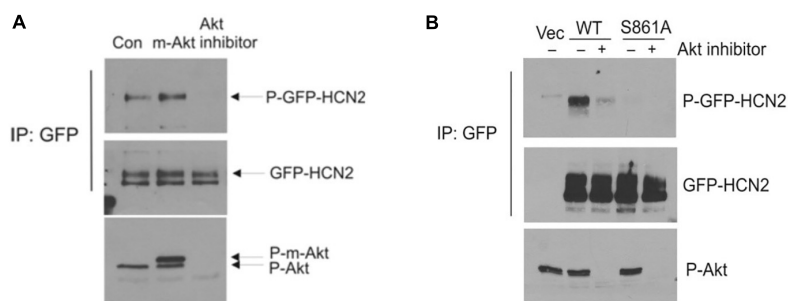 A
Con m-Akt Akt inhibitor
IP: GFP
P-GFP-HCN2
GFP-HCN2
P-m-Akt
P-Akt
B
Vec WT S861A
– – + – + Akt inhibitor
IP: GFP
P-GFP-HCN2
GFP-HCN2
P-Akt